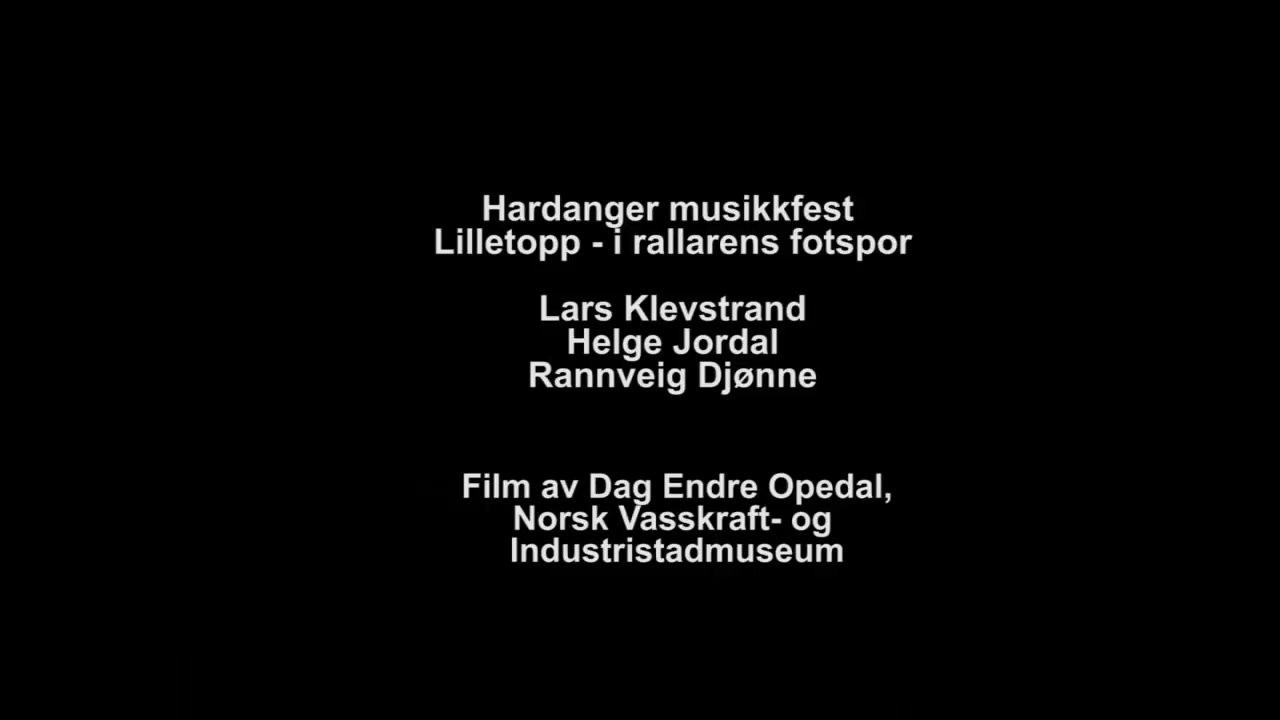 Hardanger musikkfest
Lilletopp - i rallarens fotspor
Lars Klevstrand
Helge Jordal
Rannveig Djønne
Film av Dag Endre Opedal,
Norsk Vasskraft- og
Industristadmuseum